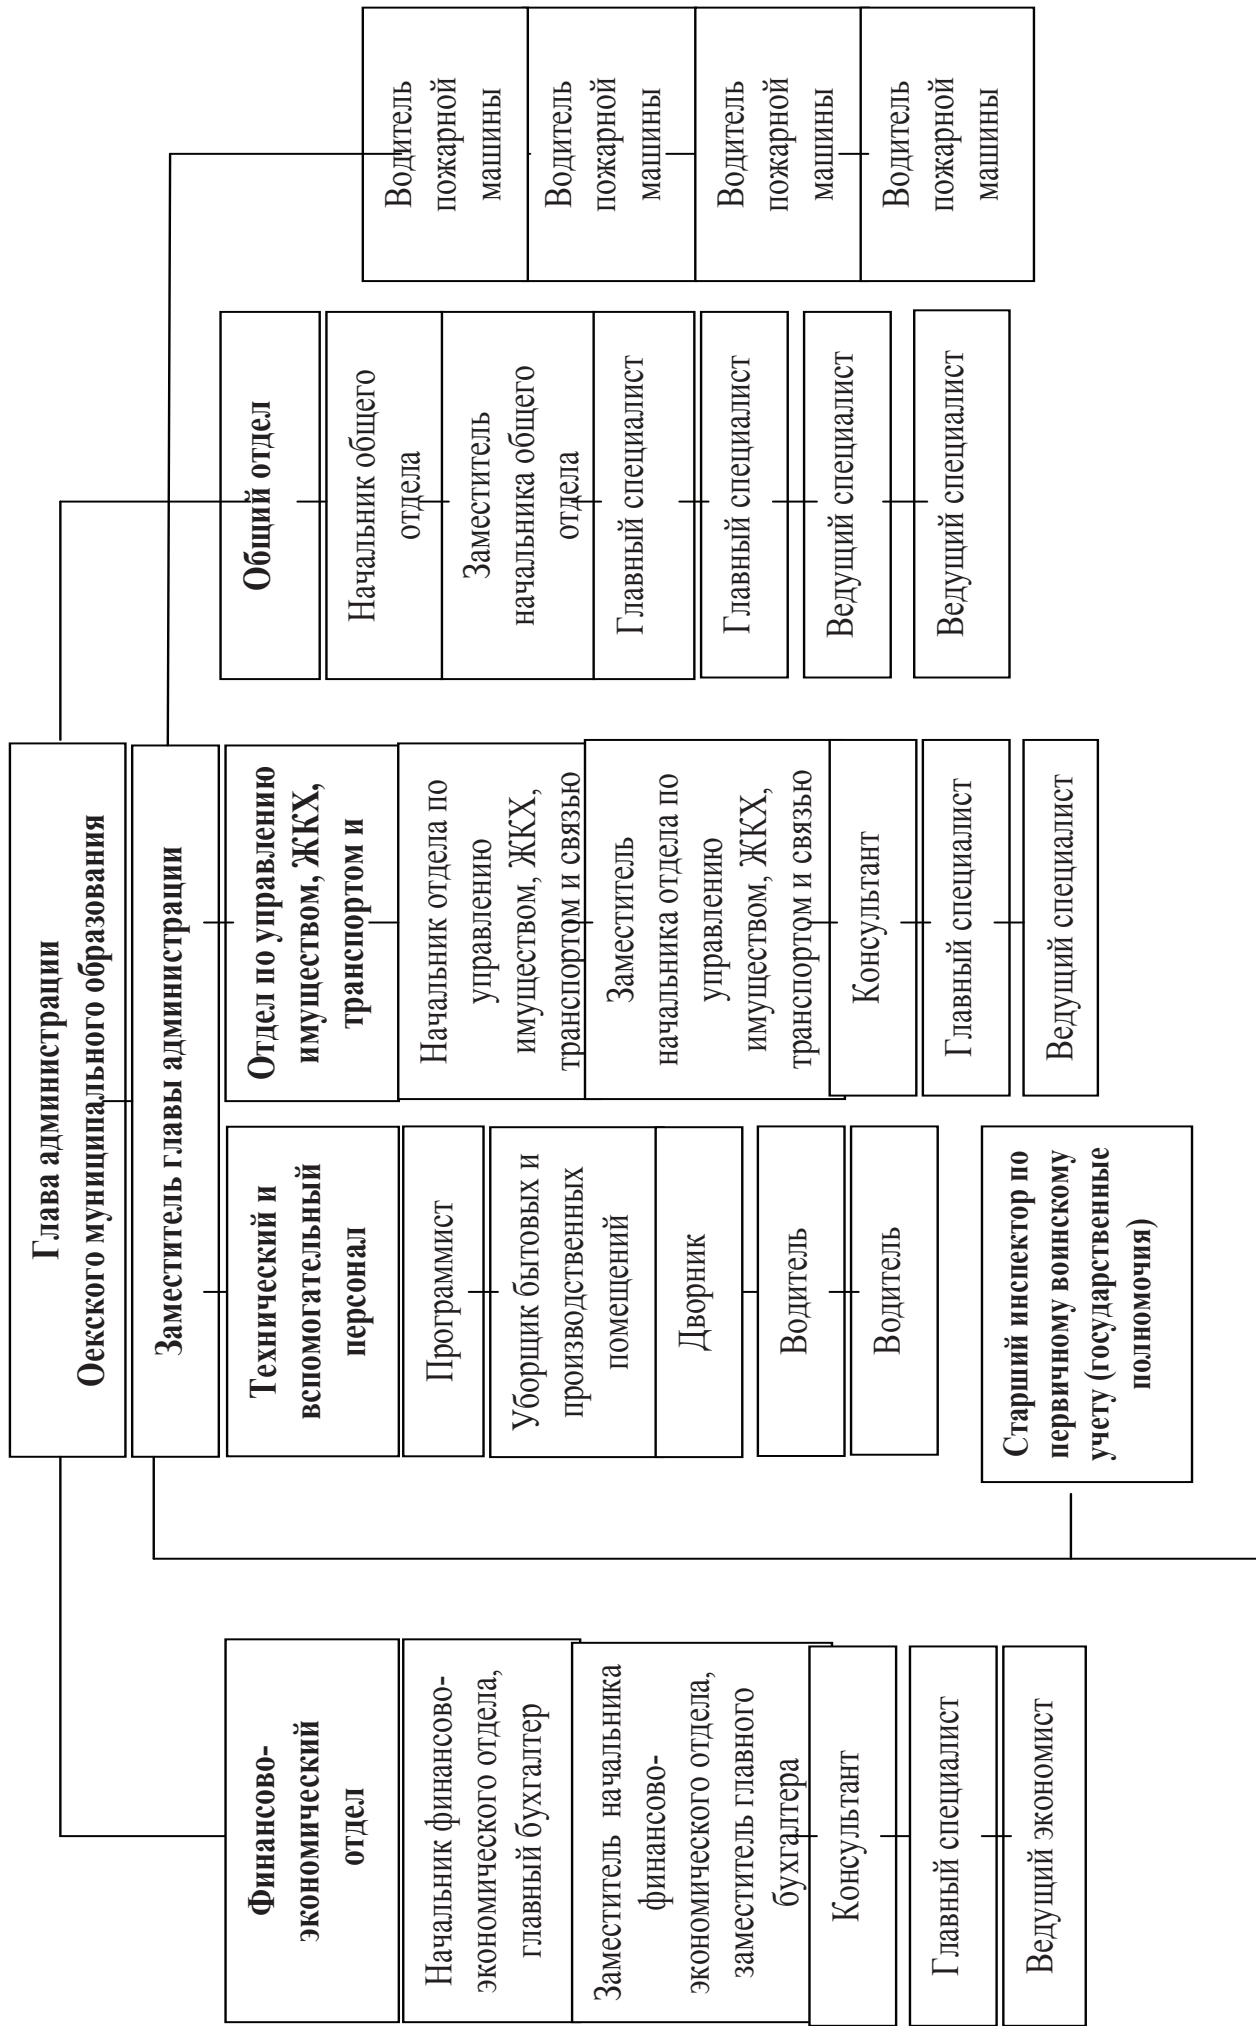 Глава администрации
Оекского муниципального образования
Заместитель главы администрации
Финансово-
экономический
отдел
Начальник финансово-
экономического отдела,
главный бухгалтер
Заместитель начальника
финансово-
экономического отдела,
заместитель главного
бухгалтера
Консультант
Главный специалист
Ведущий экономист
Технический и
вспомогательный
персонал
Программист
Уборщик бытовых и
производственных
помещений
Дворник
Водитель
Водитель
Старший инспектор по
первичному воинскому
учету (государственные
полномочия)
Отдел по управлению
имуществом, ЖКХ,
транспортом и
Начальник отдела по
управлению
имуществом, ЖКХ,
транспортом и связью
Заместитель
начальника отдела по
управлению
имуществом, ЖКХ,
транспортом и связью
Консультант
Главный специалист
Ведущий специалист
Общий отдел
Начальник общего
отдела
Заместитель
начальника общего
отдела
Главный специалист
Главный специалист
Ведущий специалист
Ведущий специалист
Водитель
пожарной
машины
Водитель
пожарной
машины
Водитель
пожарной
машины
Водитель
пожарной
машины